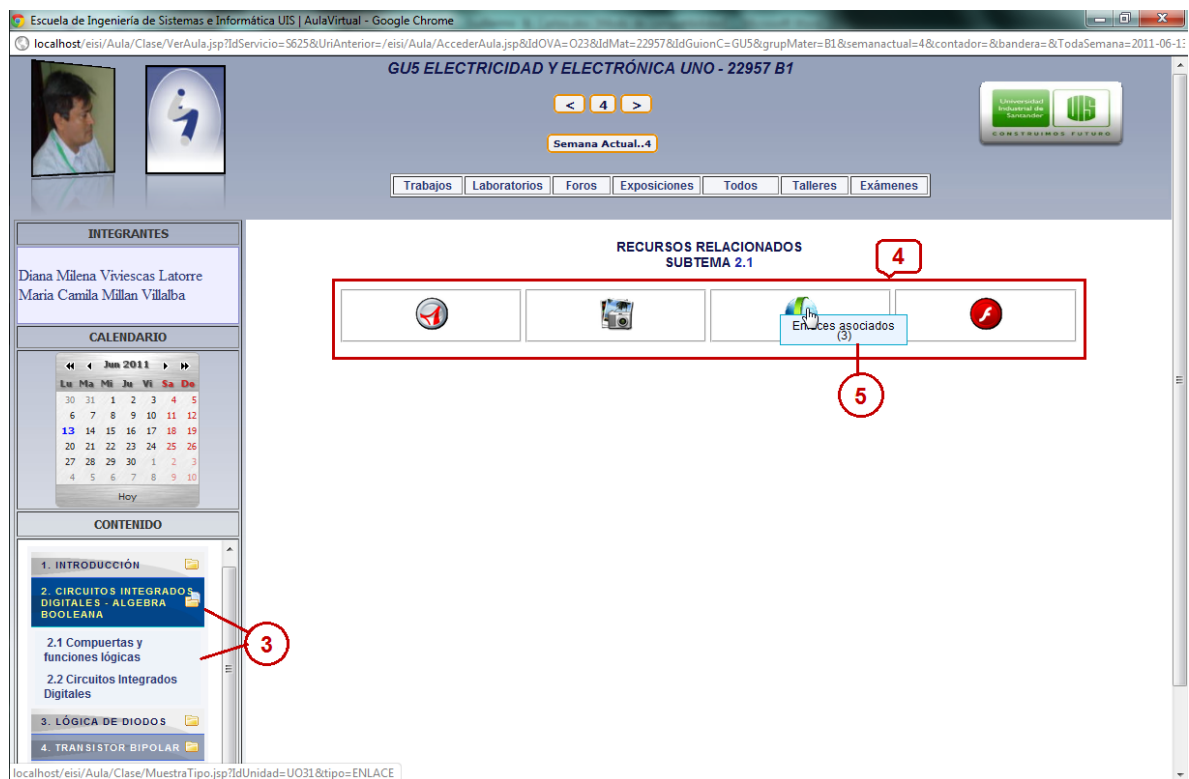 Escuela de Ingeniería de Sistemas e Informática UIS | AulaVirtual - Google Chrome
localhost/eisi/Aula/Clase/VerAula.jsp?IdServicio=S625&UriAnterior=/eisi/Aula/AccederAula.jsp&IdOVA=O23&IdMat=22957&IdGuionC=GU5&grupMater=B1&semanactual=4&contador=&bandera=&TodaSemana=2011-06-13
GU5 ELECTRICIDAD Y ELECTRÓNICA UNO - 22957 B1
< 4 >
Semana Actual..4
Universidad Industrial de Santander UIS
CONSTRUIMOS FUTURO
Trabajos Laboratorios Foros Exposiciones Todos Talleres Exámenes
INTEGRANTES
Diana Milena Viviescas Latorre
Maria Camila Millan Villalba
CALENDARIO
Jun 2011
Lu Ma Mi Ju Vi Sa Do
30 31 1 2 3 4 5
6 7 8 9 10 11 12
13 14 15 16 17 18 19
20 21 22 23 24 25 26
27 28 29 30 1 2 3
4 5 6 7 8 9 10
Hoy
CONTENIDO
1. INTRODUCCIÓN
2. CIRCUITOS INTEGRADOS
DIGITALES - ALGEBRA
BOOLEANA
2.1 Compuertas y
funciones lógicas
2.2 Circuitos Integrados
Digitales
3. LÓGICA DE DIODOS
4. TRANSISTOR BIPOLAR
3
RECURSOS RELACIONADOS
SUBTEMA 2.1
4
Enlaces asociados
(3)
5
localhost/eisi/Aula/Clase/MuestraTipo.jsp?IdUnidad=UO31&tipo=ENLACE